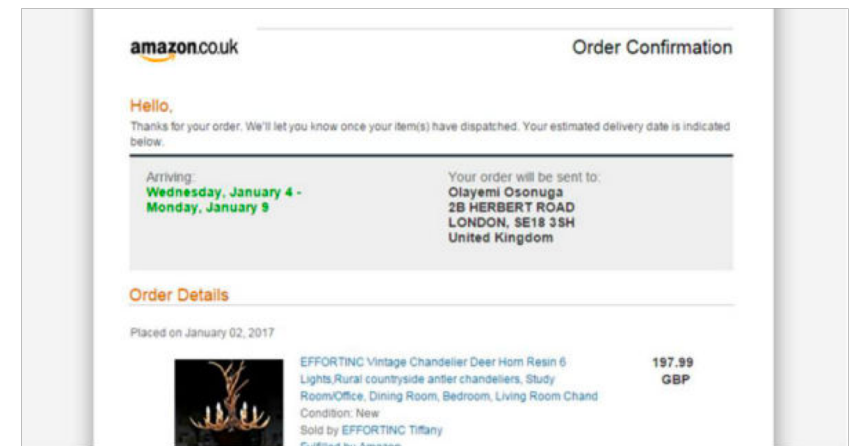 amazon.co.uk
Order Confirmation
Hello,
Thanks for your order. We'll let you know once your item(s) have dispatched. Your estimated delivery date is indicated
below.
Arriving:
Wednesday, January 4 -
Monday, January 9
Your order will be sent to:
Olayemi Osonuga
2B HERBERT ROAD
LONDON, SE18 3SH
United Kingdom
Order Details
Placed on January 02, 2017
EFFORTINC Vintage Chandelier Deer Horn Resin 6
Lights,Rural countryside antler chandeliers, Study
Room/Office, Dining Room, Bedroom, Living Room Chand
197.99
GBP
Condition: New
Sold by EFFORTINC Tiffany
Fulfilled by Amazon